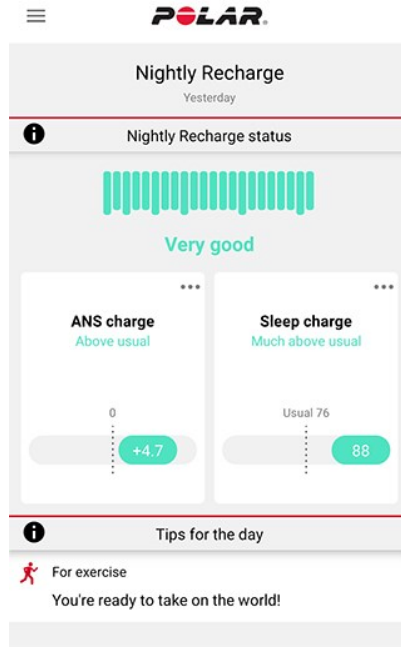 POLAR.
Nightly Recharge
Yesterday
Nightly Recharge status
Very good
ANS charge
Above usual
0
+4.7
Sleep charge
Much above usual
Usual 76
88
Tips for the day
For exercise
You're ready to take on the world!